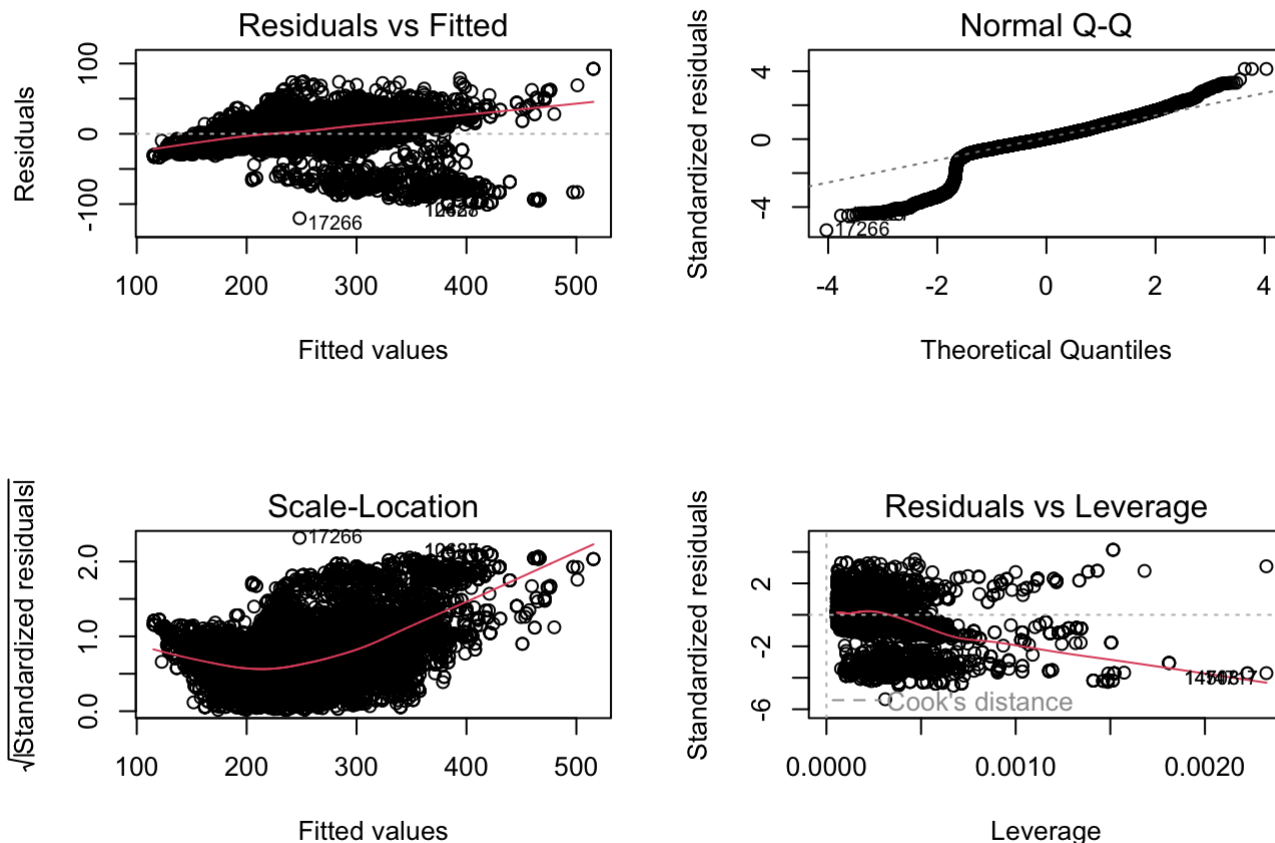 Residuals vs Fitted
Residuals
100
0
-100
17266
100 200 300 400 500
Fitted values
Normal Q-Q
Standardized residuals
4
0
-4
17266
-4 -2 0 2 4
Theoretical Quantiles
Scale-Location
√|Standardized residuals|
2.0
1.0
0.0
17266
100 200 300 400 500
Fitted values
Residuals vs Leverage
Standardized residuals
2
-2
-6
Cook's distance
0.0000 0.0010 0.0020
Leverage